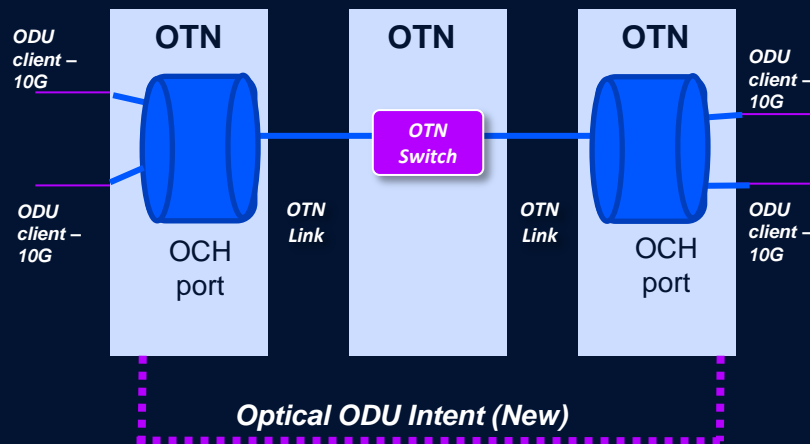 OTN
OTN
OTN
ODU
client –
10G
ODU
client –
10G
OTN
Switch
ODU
client –
10G
ODU
client –
10G
OTN
Link
OTN
Link
OCH
port
OCH
port
Optical ODU Intent (New)